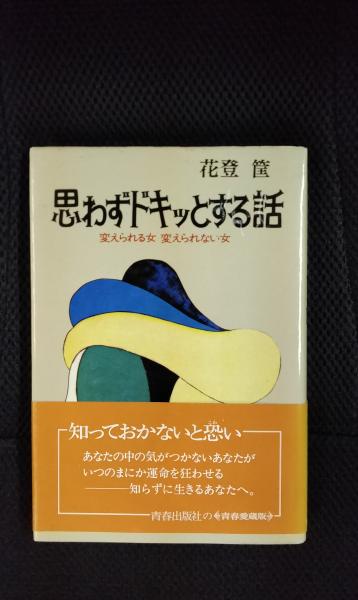 花登 筐
思わずドキッとする話
変えられる女 変えられない女
知っておかないと恐い
あなたの中の気がつかないあなたが
いつのまにか運命を狂わせる
――知らずに生きるあなたへ。
青春出版社の≪青春愛蔵版≫